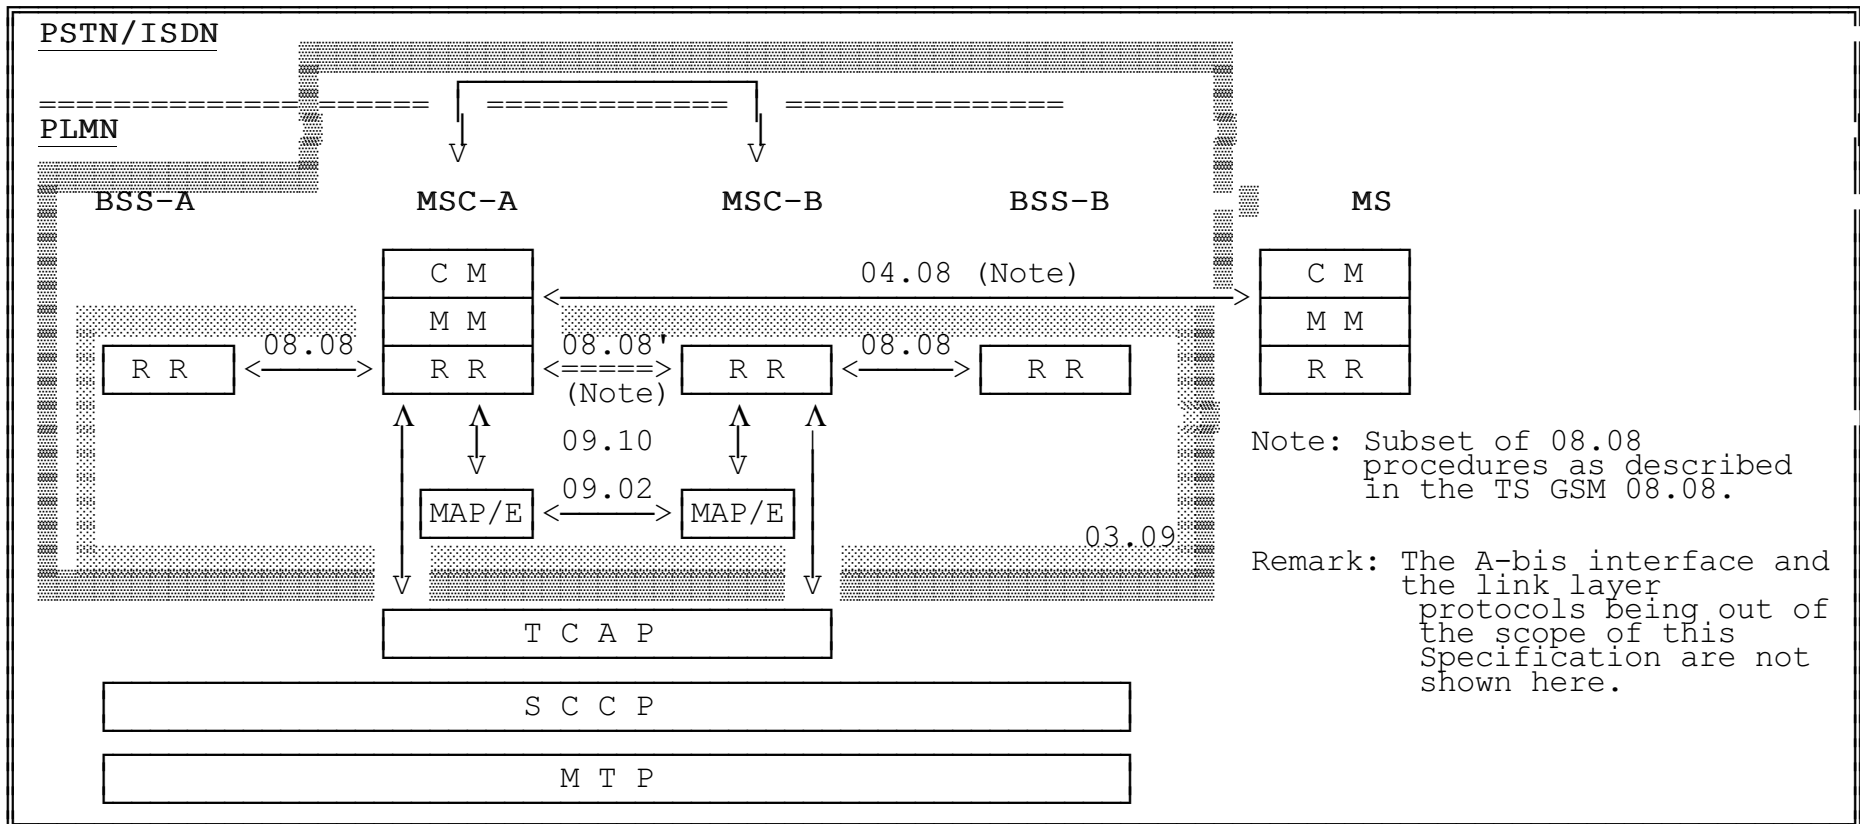 PSTN/ISDN
PLMN
BSS-A MSC-A MSC-B BSS-B MS
C M 04.08 (Note) C M
M M M M
08.08 08.08' 08.08
R R R R R R R R R R
(Note)
09.10
Note: Subset of 08.08
procedures as described
in the TS GSM 08.08.
09.02
MAP/E MAP/E
03.09
Remark: The A-bis interface and
the link layer
protocols being out of
the scope of this
Specification are not
shown here.
T C A P
S C C P
M T P